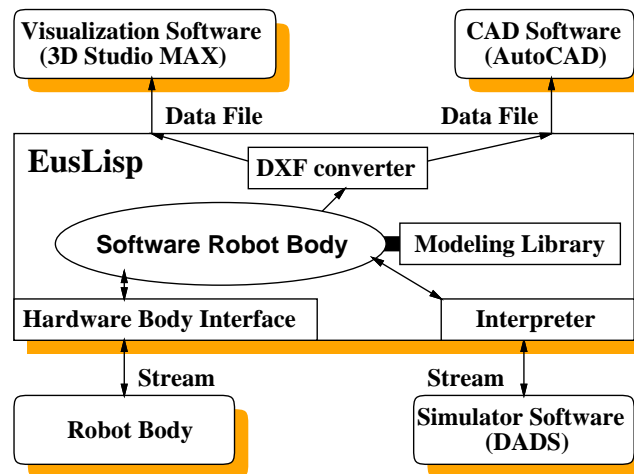 Visualization Software
(3D Studio MAX)
CAD Software
(AutoCAD)
Data File
Data File
EusLisp
DXF converter
Software Robot Body
Modeling Library
Hardware Body Interface
Interpreter
Stream
Stream
Robot Body
Simulator Software
(DADS)